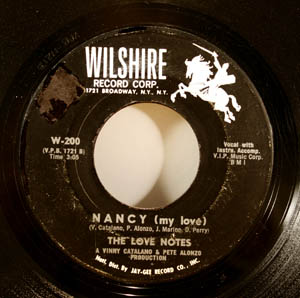 WILSHIRE
RECORD CORP.
1721 BROADWAY, N.Y. N.Y.
W-200
(V.P.B. 1721 B)
Time 2:05
Vocal with
Instru. Accomp.
V.I.P. Music Corp.
BMI
NANCY (my love)
(V. Catalano, P. Alonzo, J. Marino, D. Perry)
THE LOVE NOTES
A VINNY CATALANO & PETE ALONZO
PRODUCTION
Natl. Dist. By JAY-GEE RECORD CO., INC.